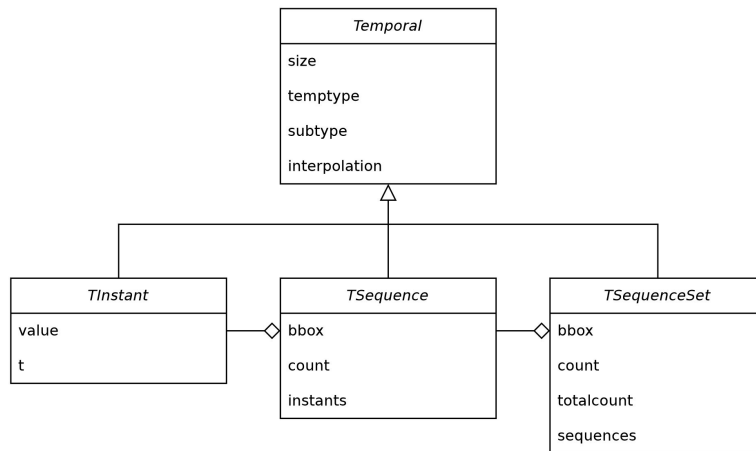 Temporal
size
temptype
subtype
interpolation
TInstant
value
t
TSequence
bbox
count
instants
TSequenceSet
bbox
count
totalcount
sequences